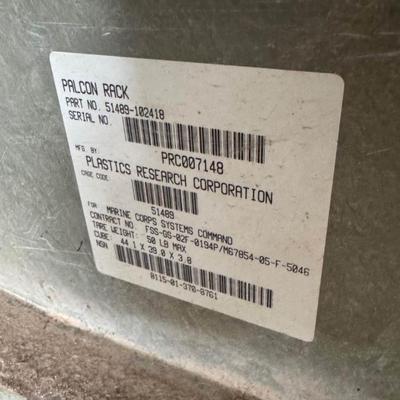 PALCON RACK
PART NO. 51489-102418
SERIAL NO.
PRC007148
MFG BY:
PLASTICS RESEARCH CORPORATION
CAGE CODE:
51489
FOR
MARINE CORPS SYSTEMS COMMAND
CONTRACT NO. FSS-GS-02F-0194P/M67854-05-F-5046
TARE WEIGHT: 50 LB MAX
CUBE: 44.1 X 39.0 X 3.8
NSN
8115-01-370-8761